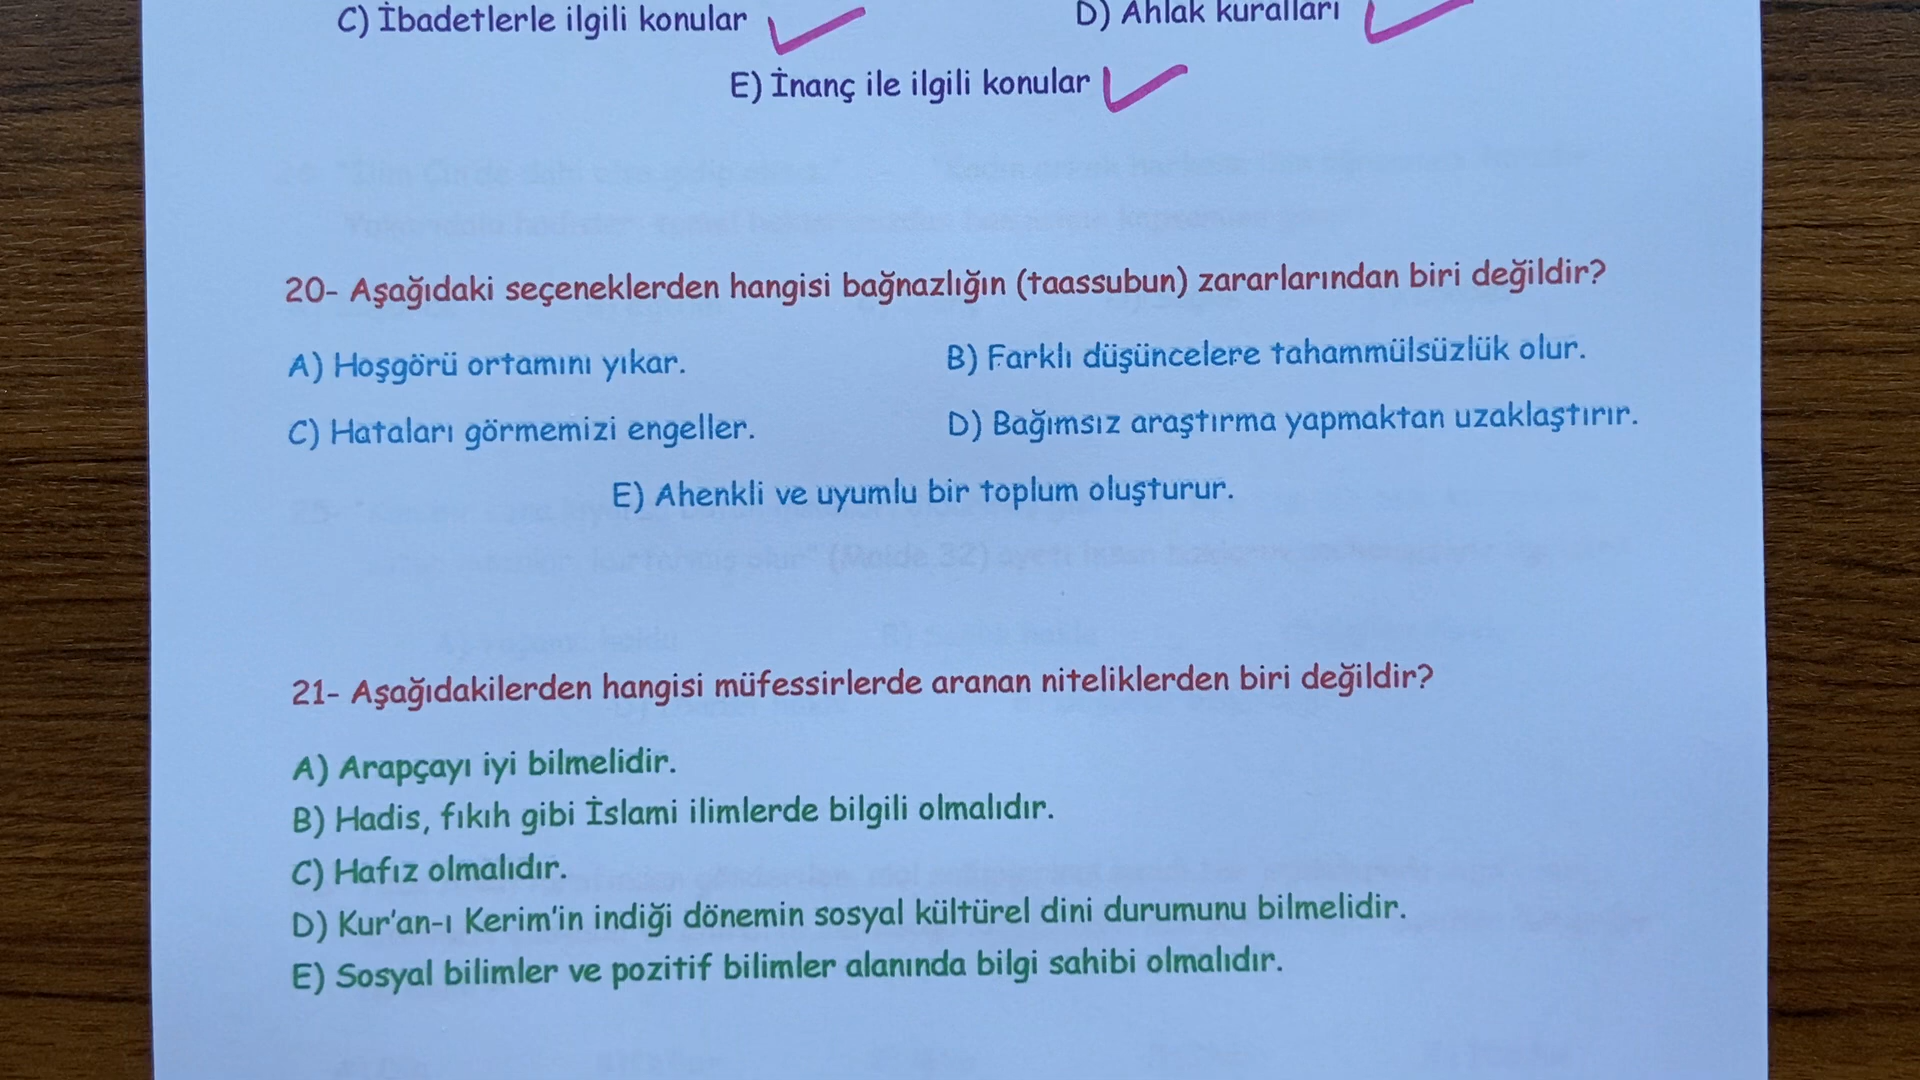 C) İbadetlerle ilgili konular D) Ahlak kuralları
E) İnanç ile ilgili konular
20- Aşağıdaki seçeneklerden hangisi bağnazlığın (taassubun) zararlarından biri değildir?
A) Hoşgörü ortamını yıkar. B) Farklı düşüncelere tahammülsüzlük olur.
C) Hataları görmemizi engeller. D) Bağımsız araştırma yapmaktan uzaklaştırır.
E) Ahenkli ve uyumlu bir toplum oluşturur.
21- Aşağıdakilerden hangisi müfessirlerde aranan niteliklerden biri değildir?
A) Arapçayı iyi bilmelidir.
B) Hadis, fıkıh gibi İslami ilimlerde bilgili olmalıdır.
C) Hafız olmalıdır.
D) Kur'an-ı Kerim'in indiği dönemin sosyal kültürel dini durumunu bilmelidir.
E) Sosyal bilimler ve pozitif bilimler alanında bilgi sahibi olmalıdır.